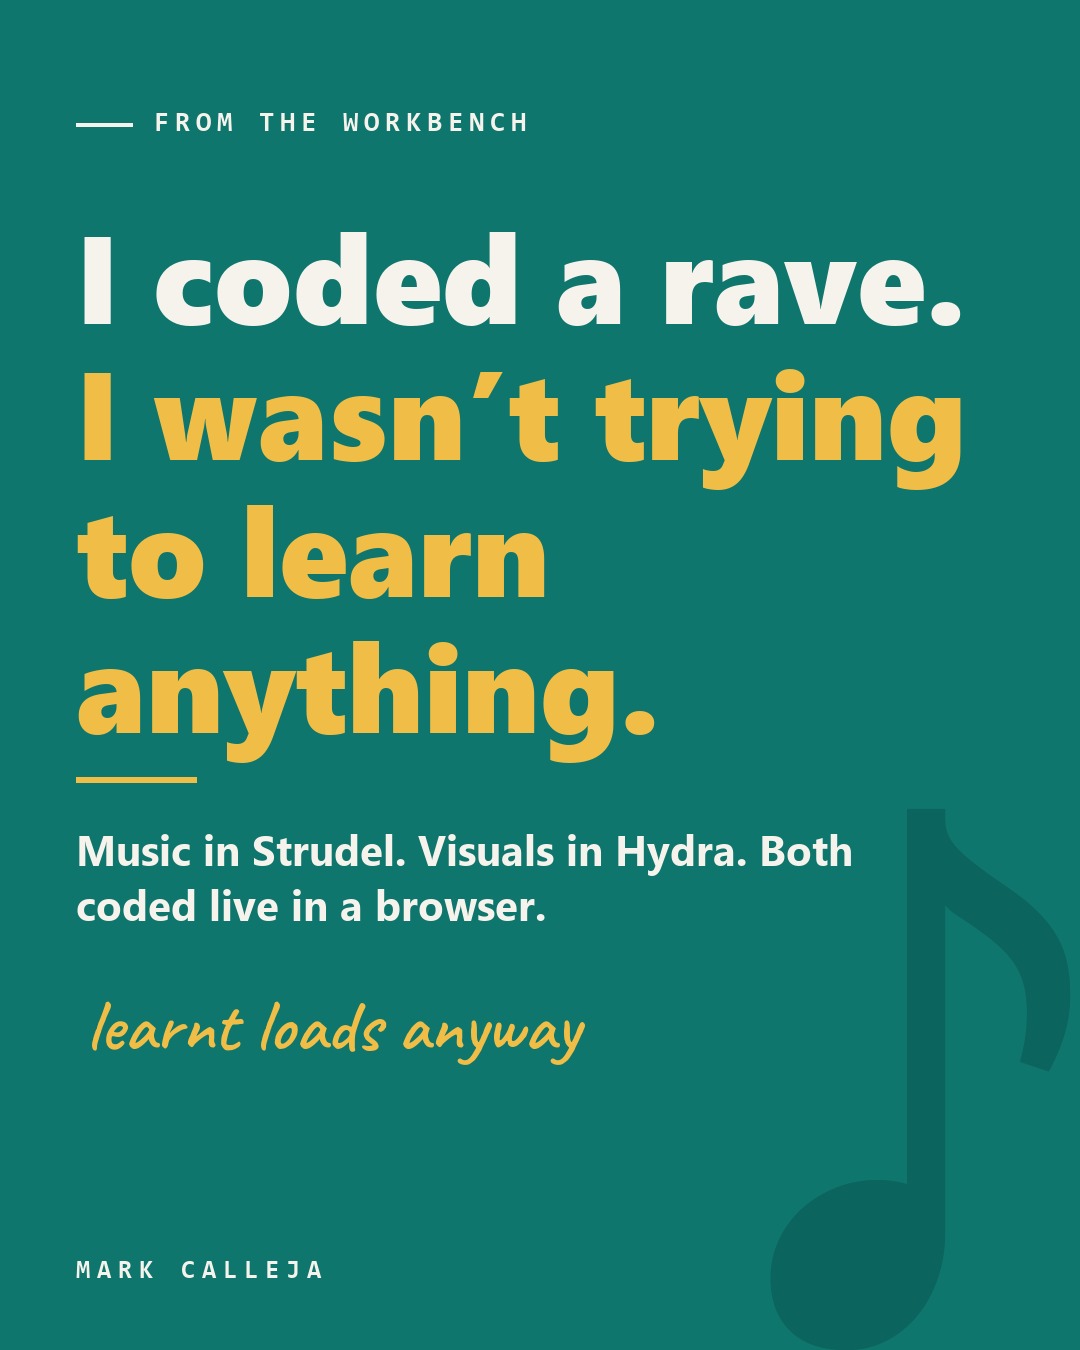 FROM THE WORKBENCH
I coded a rave.
I wasn’t trying
to learn
anything.
Music in Strudel. Visuals in Hydra. Both
coded live in a browser.
learnt loads anyway
MARK CALLEJA